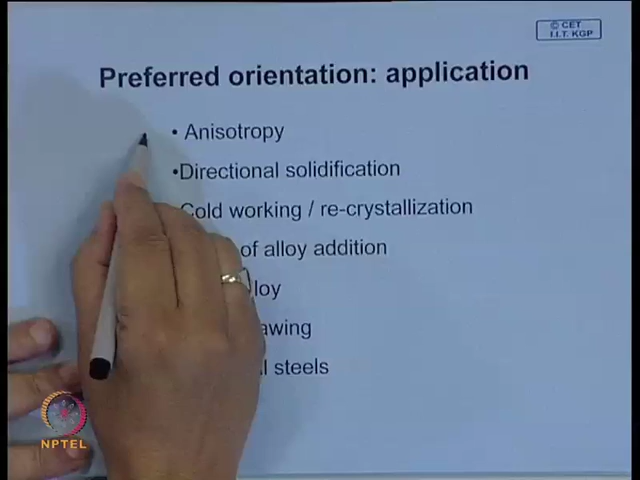 © CET
I.I.T. KGP
Preferred orientation: application
• Anisotropy
•Directional solidification
Cold working / re-crystallization
of alloy addition
loy
awing
l steels
NPTEL